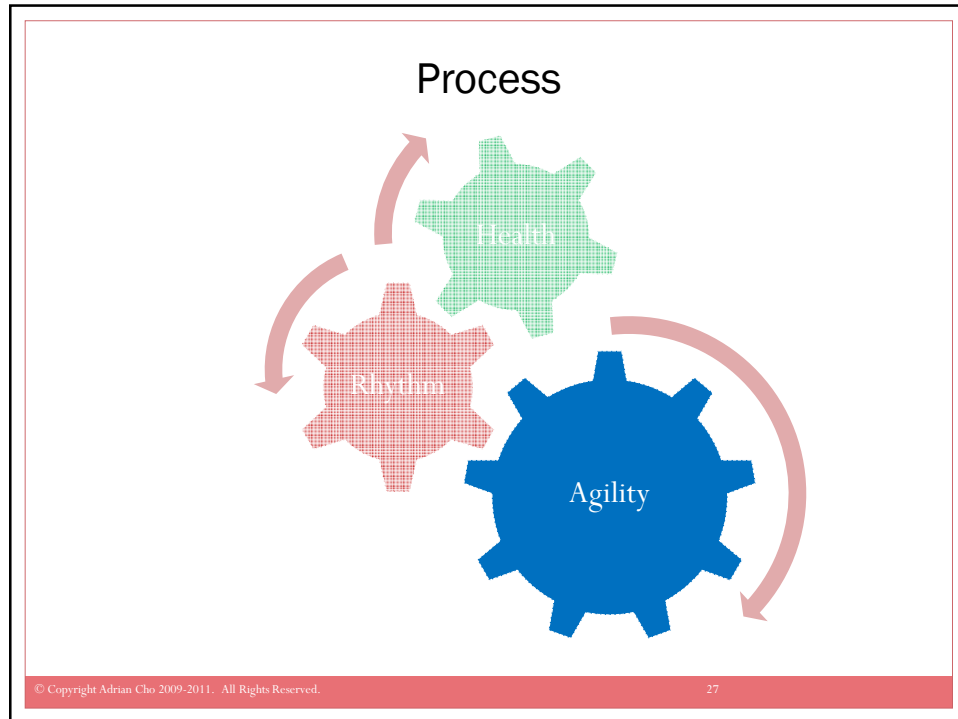 Process
Health
Rhythm
Agility
© Copyright Adrian Cho 2009-2011.  All Rights Reserved.
27